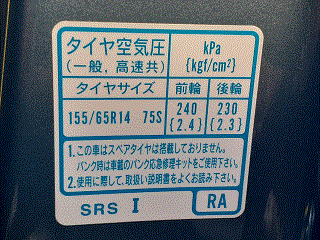 タイヤ空気圧 kPa
(一般,高速共) {kgf/cm²}
タイヤサイズ 前輪 後輪
155/65R14 75S 240 230
{2.4} {2.3}
1.この車はスペアタイヤは搭載しておりません。
パンク時は車載のパンク応急修理キットをご使用下さい。
2.使用に際して、取扱い説明書をよくお読み下さい。
SRS I RA